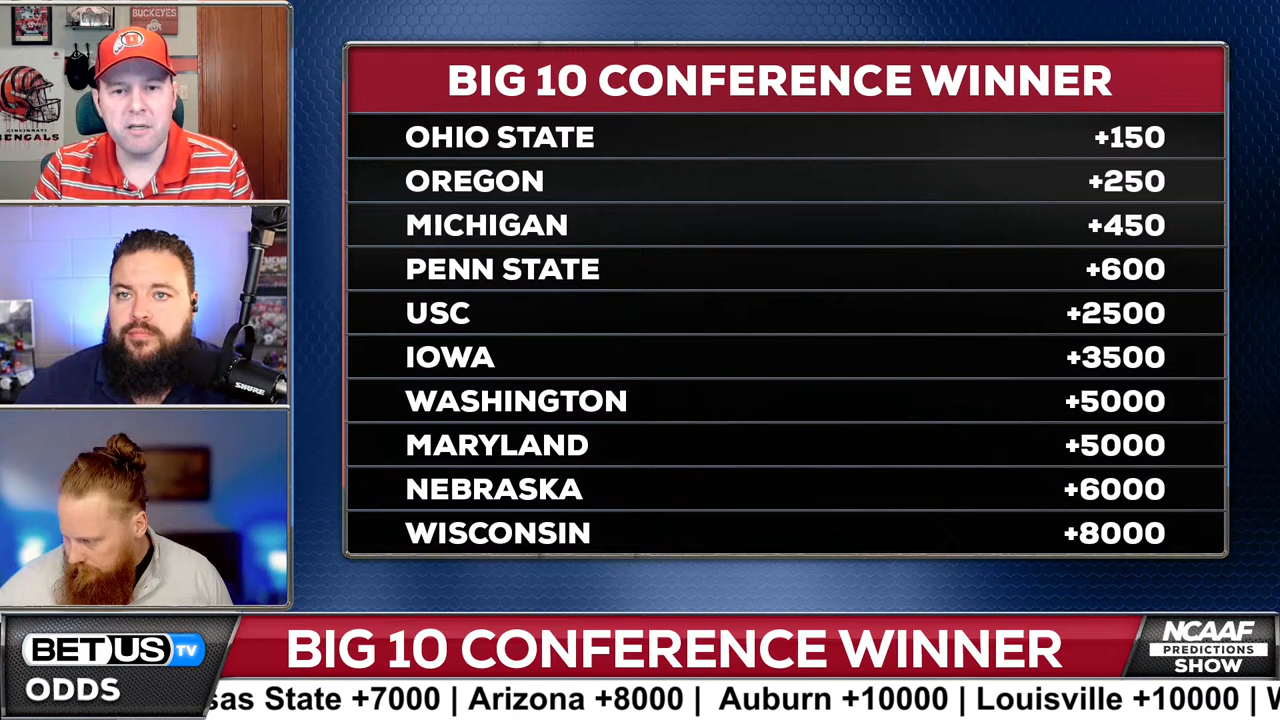 BUCKEYES
CINCINNATI
BENGALS
SHURE
BIG 10 CONFERENCE WINNER
OHIO STATE +150
OREGON +250
MICHIGAN +450
PENN STATE +600
USC +2500
IOWA +3500
WASHINGTON +5000
MARYLAND +5000
NEBRASKA +6000
WISCONSIN +8000
BETUS TV
ODDS
BIG 10 CONFERENCE WINNER
NCAAF
PREDICTIONS
SHOW
sas State +7000 | Arizona +8000 | Auburn +10000 | Louisville +10000 | W